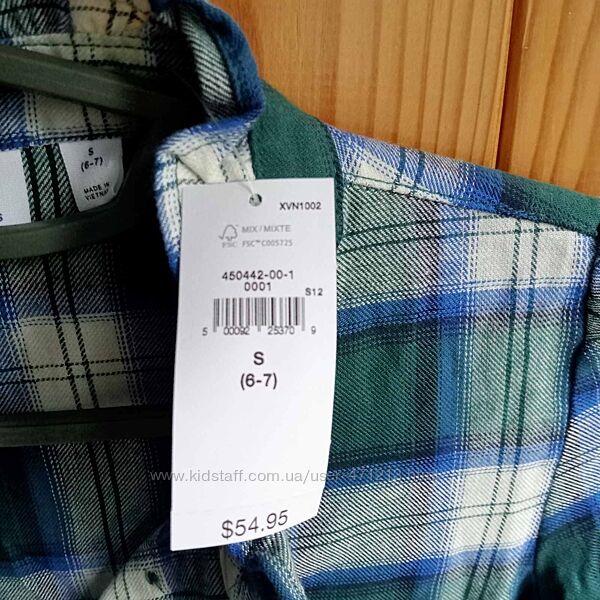 S
(6-7)
MADE IN
VIETNAM
S
XVN1002
MIX/MIXTE
FSC FSC™ C005725
450442-00-1
0001
S12
5 00092 25370 9
S
(6-7)
$54.95